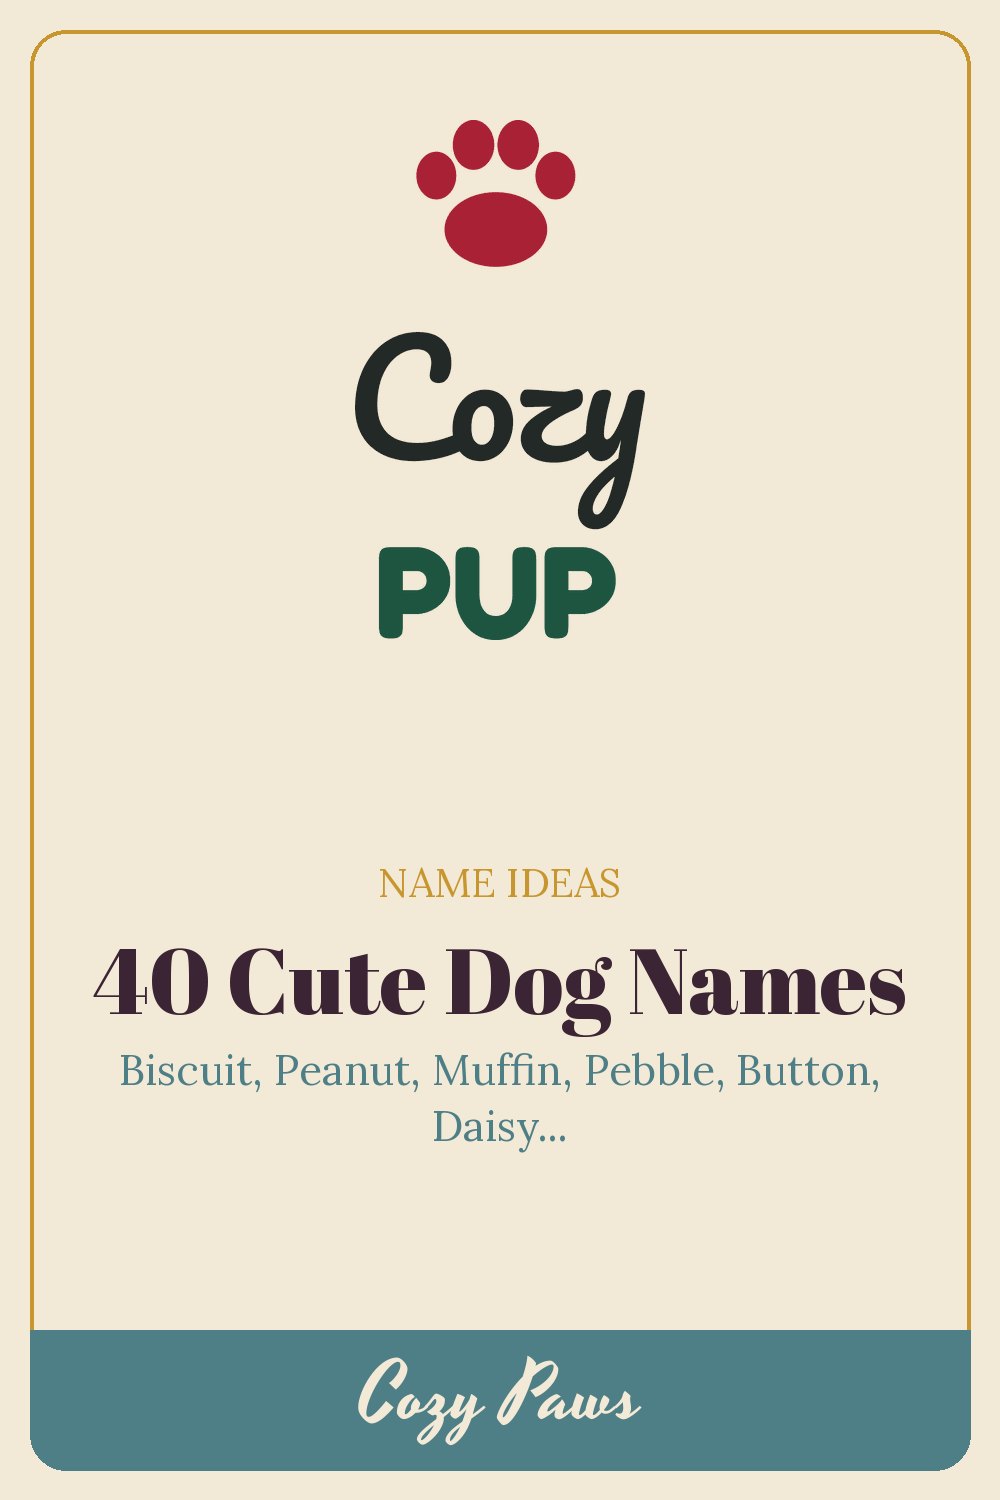 Cozy
PUP
NAME IDEAS
40 Cute Dog Names
Biscuit, Peanut, Muffin, Pebble, Button,
Daisy...
Cozy Paws